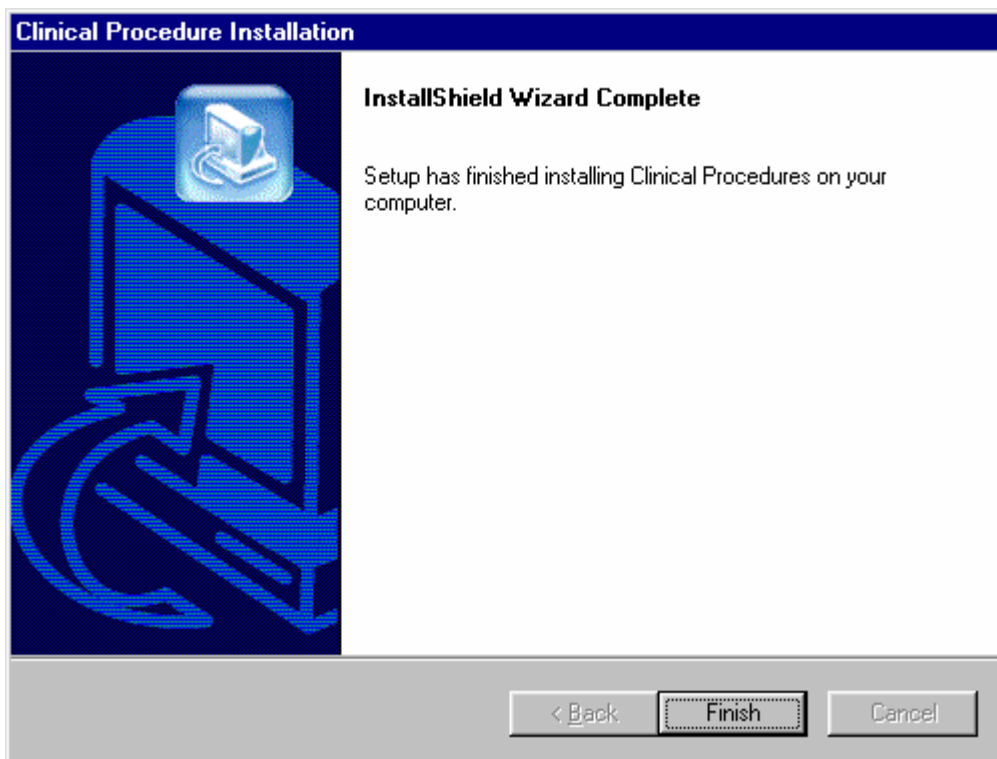 Clinical Procedure Installation
InstallShield Wizard Complete
Setup has finished installing Clinical Procedures on your
computer.
< Back
Finish
Cancel